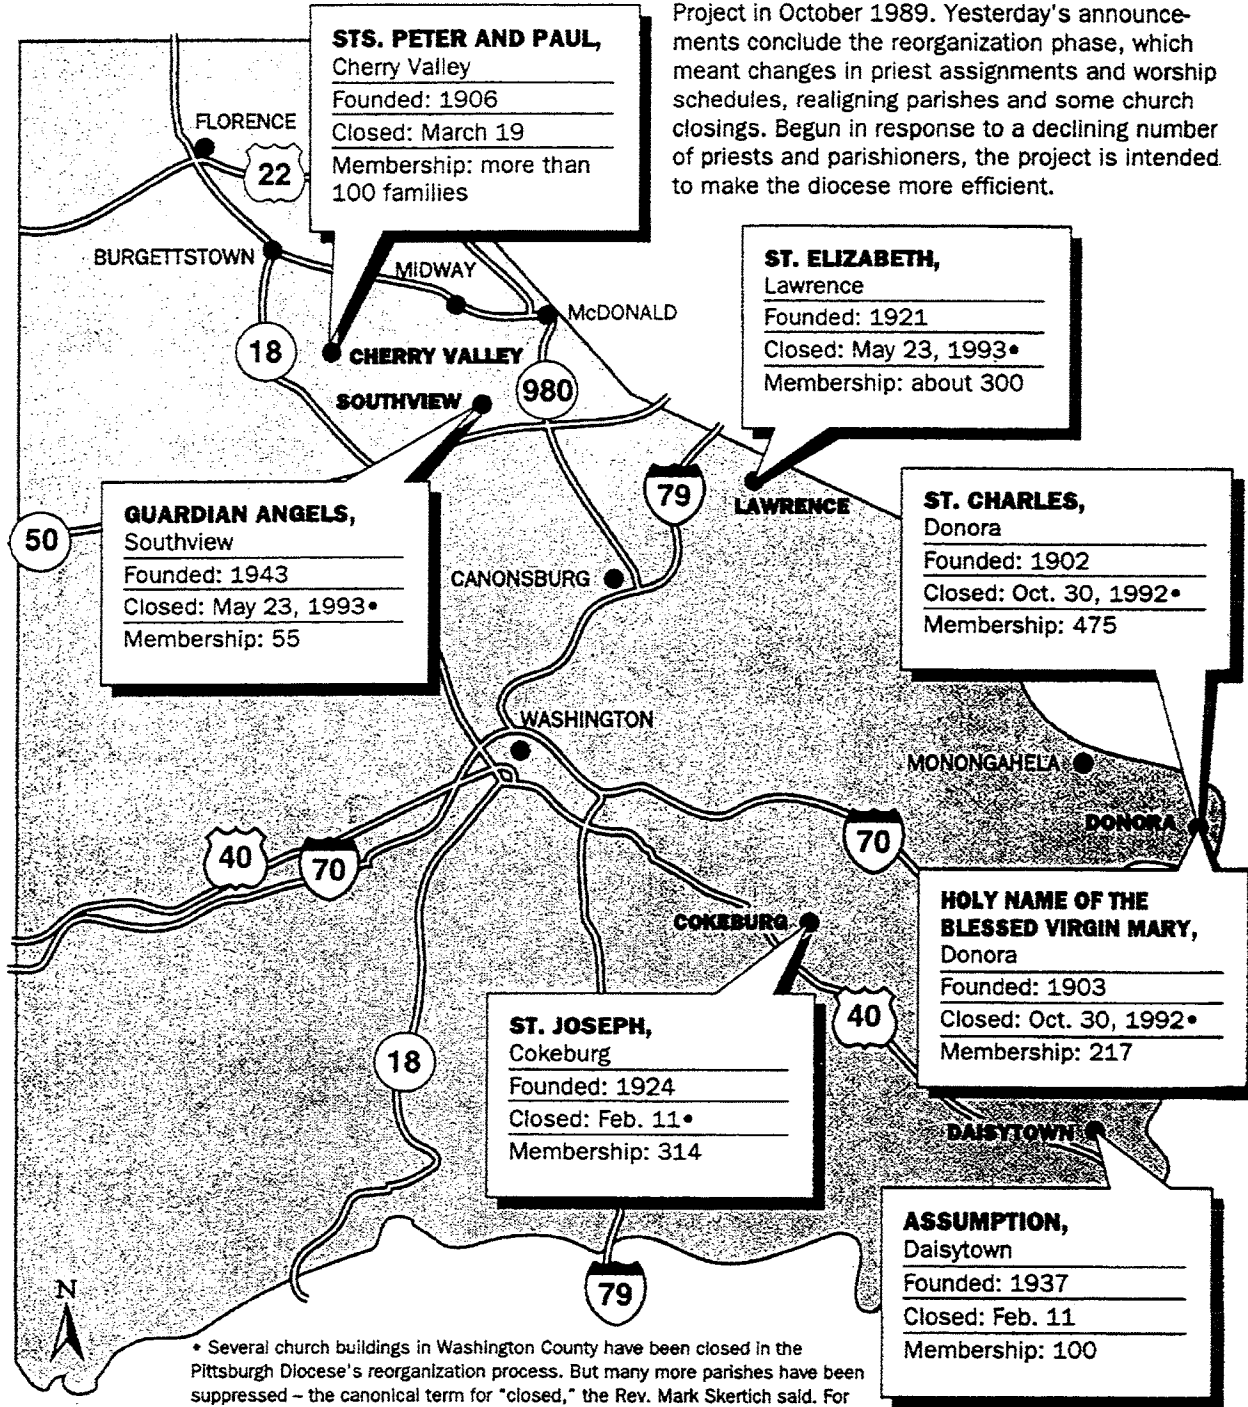 Project in October 1989. Yesterday's announce-
ments conclude the reorganization phase, which
meant changes in priest assignments and worship
schedules, realigning parishes and some church
closings. Begun in response to a declining number
of priests and parishioners, the project is intended
to make the diocese more efficient.
STS. PETER AND PAUL,
Cherry Valley
Founded: 1906
Closed: March 19
Membership: more than
100 families
FLORENCE
22
BURGETTSTOWN
MIDWAY
McDONALD
18
CHERRY VALLEY
SOUTHVIEW
980
ST. ELIZABETH,
Lawrence
Founded: 1921
Closed: May 23, 1993•
Membership: about 300
79
LAWRENCE
GUARDIAN ANGELS,
Southview
Founded: 1943
Closed: May 23, 1993•
Membership: 55
50
CANONSBURG
ST. CHARLES,
Donora
Founded: 1902
Closed: Oct. 30, 1992•
Membership: 475
WASHINGTON
MONONGAHELA
DONORA
40
70
70
HOLY NAME OF THE
BLESSED VIRGIN MARY,
Donora
Founded: 1903
Closed: Oct. 30, 1992•
Membership: 217
COKEBURG
40
ST. JOSEPH,
Cokeburg
Founded: 1924
Closed: Feb. 11•
Membership: 314
18
DAISYTOWN
ASSUMPTION,
Daisytown
Founded: 1937
Closed: Feb. 11
Membership: 100
79
N
• Several church buildings in Washington County have been closed in the
Pittsburgh Diocese's reorganization process. But many more parishes have been
suppressed – the canonical term for "closed," the Rev. Mark Skertich said. For